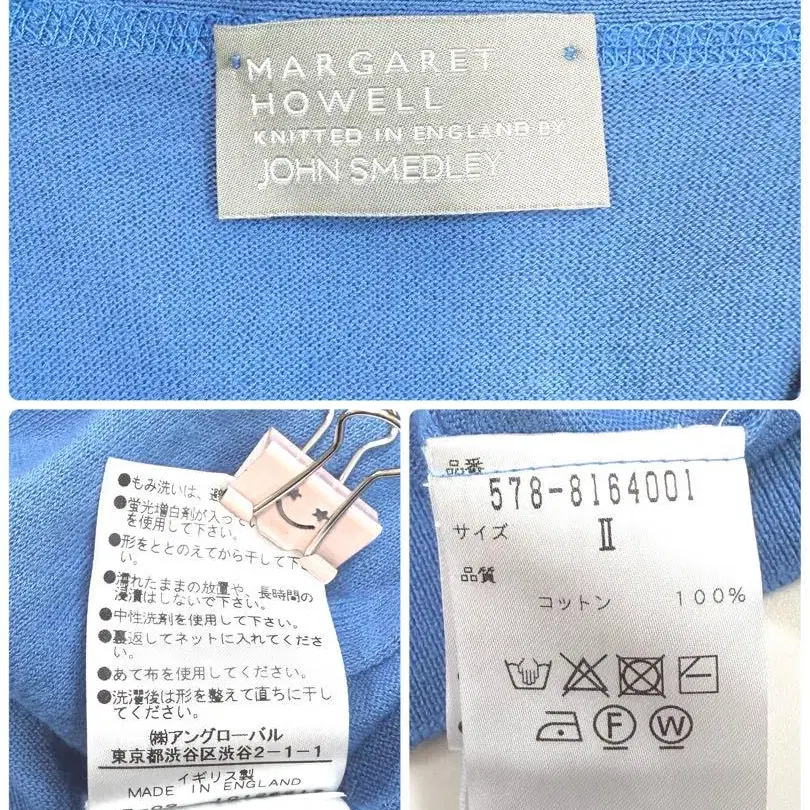 MARGARET
HOWELL
KNITTED IN ENGLAND BY
JOHN SMEDLEY
●もみ洗いは、
●蛍光増白剤が入って
を使用して下さい。
●形をととのえてから干して下
い。
●濡れたままの放置や、長時間の
浸漬はしないで下さい。
●中性洗剤を使用して下さい。
●裏返してネットに入れてくださ
い。
●あて布を使用してください。
●洗濯後は形を整えて直ちに干し
てください。
㈱アングローバル
東京都渋谷区渋谷2-1-1
イギリス製
MADE IN ENGLAND
品番
578-8164001
サイズ
Ⅱ
品質
コットン 100%
F W